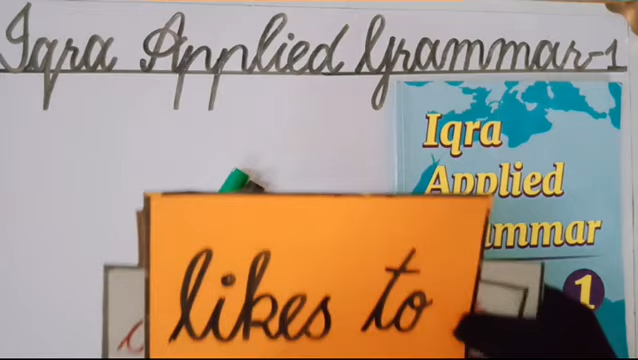 Iqra Applied Grammar-1
Iqra
Applied
mmar
1
likes to